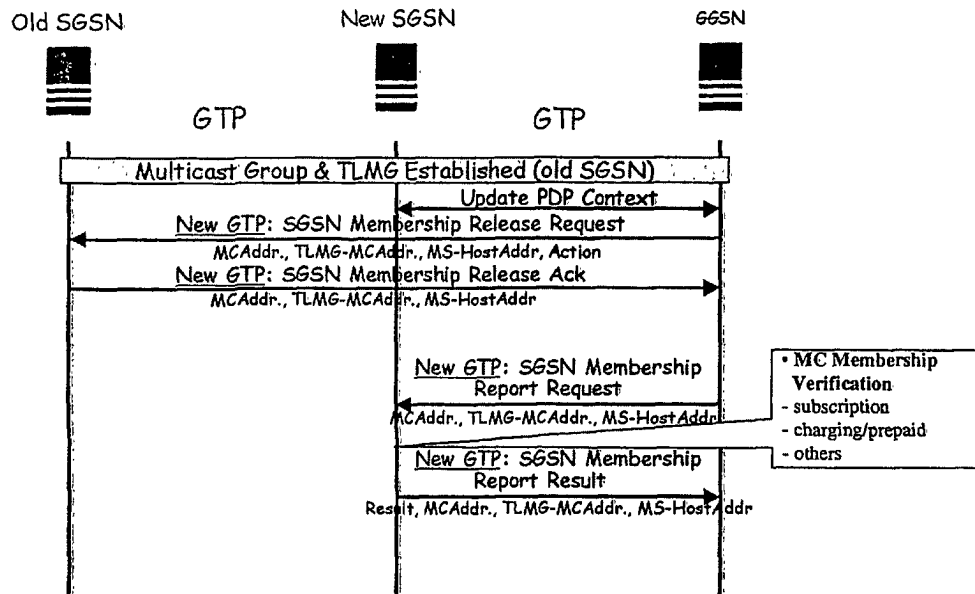 Old SGSN
New SGSN
GGSN
GTP
GTP
Multicast Group & TLMG Established (old SGSN)
Update PDP Context
New GTP: SGSN Membership Release Request
MCAddr., TLMG-MCAddr., MS-HostAddr, Action
New GTP: SGSN Membership Release Ack
MCAddr., TLMG-MCAddr., MS-HostAddr
New GTP: SGSN Membership
Report Request
MCAddr., TLMG-MCAddr., MS-HostAddr
• MC Membership
Verification
- subscription
- charging/prepaid
- others
New GTP: SGSN Membership
Report Result
Result, MCAddr., TLMG-MCAddr., MS-HostAddr